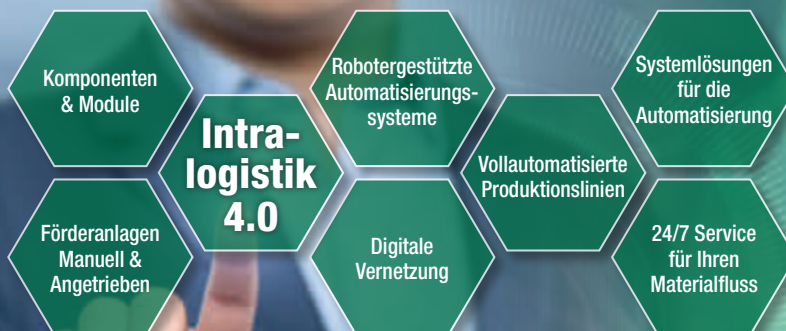 Komponenten
& Module
Intra-
logistik
4.0
Robotergestützte
Automatisierungs-
systeme
Vollautomatisierte
Produktionslinien
Systemlösungen
für die
Automatisierung
Förderanlagen
Manuell &
Angetrieben
Digitale
Vernetzung
24/7 Service
für Ihren
Materialfluss